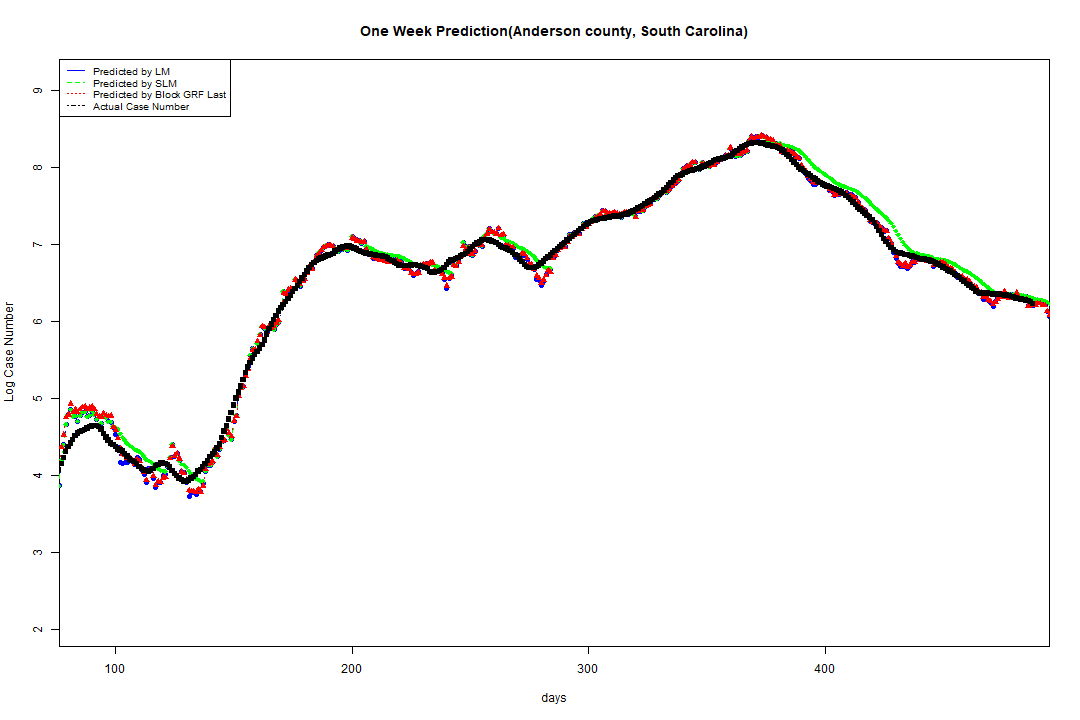 One Week Prediction(Anderson county, South Carolina)
Predicted by LM
Predicted by SLM
Predicted by Block GRF Last
Actual Case Number
9
8
7
6
5
4
3
2
Log Case Number
100 200 300 400
days